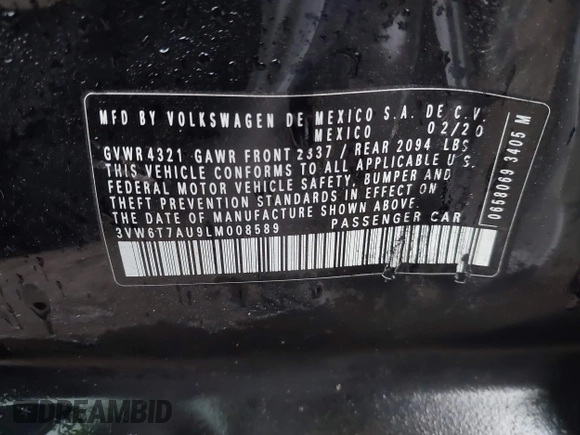 MFD BY VOLKSWAGEN DE MEXICO S.A. DE C.V.
MEXICO 02/20
GVWR 4321 GAWR FRONT 2337 / REAR 2094 LBS
THIS VEHICLE CONFORMS TO ALL APPLICABLE U.S.
FEDERAL MOTOR VEHICLE SAFETY, BUMPER AND
THEFT PREVENTION STANDARDS IN EFFECT ON
THE DATE OF MANUFACTURE SHOWN ABOVE.
3VW6T7AU9LM008589 PASSENGER CAR
0658069 3405 M
DREAMBID